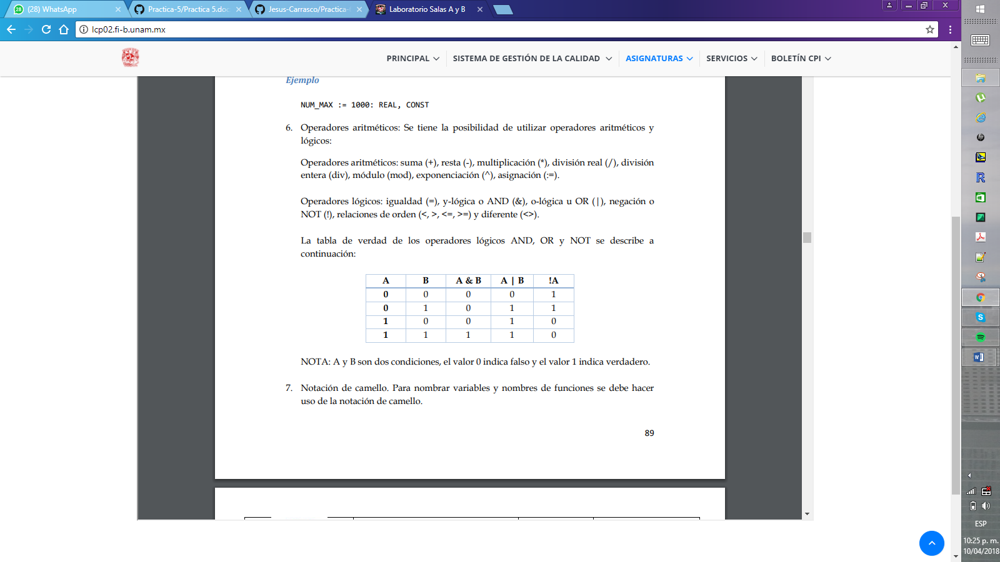 (28) WhatsApp
Practica-5/Practica 5.doc
Jesus-Carrasco/Practica-
Laboratorio Salas A y B
lcp02.fi-b.unam.mx
PRINCIPAL
SISTEMA DE GESTIÓN DE LA CALIDAD
ASIGNATURAS
SERVICIOS
BOLETÍN CPI
Ejemplo
NUM_MAX := 1000: REAL, CONST
6. Operadores aritméticos: Se tiene la posibilidad de utilizar operadores aritméticos y
lógicos:
Operadores aritméticos: suma (+), resta (-), multiplicación (*), división real (/), división
entera (div), módulo (mod), exponenciación (^), asignación (:=).
Operadores lógicos: igualdad (=), y-lógica o AND (&), o-lógica u OR (|), negación o
NOT (!), relaciones de orden (<, >, <=, >=) y diferente (<>).
La tabla de verdad de los operadores lógicos AND, OR y NOT se describe a
continuación:
A B A & B A | B !A
0 0 0 0 1
0 1 0 1 1
1 0 0 1 0
1 1 1 1 0
NOTA: A y B son dos condiciones, el valor 0 indica falso y el valor 1 indica verdadero.
7. Notación de camello. Para nombrar variables y nombres de funciones se debe hacer
uso de la notación de camello.
89
ESP
10:25 p. m.
10/04/2018